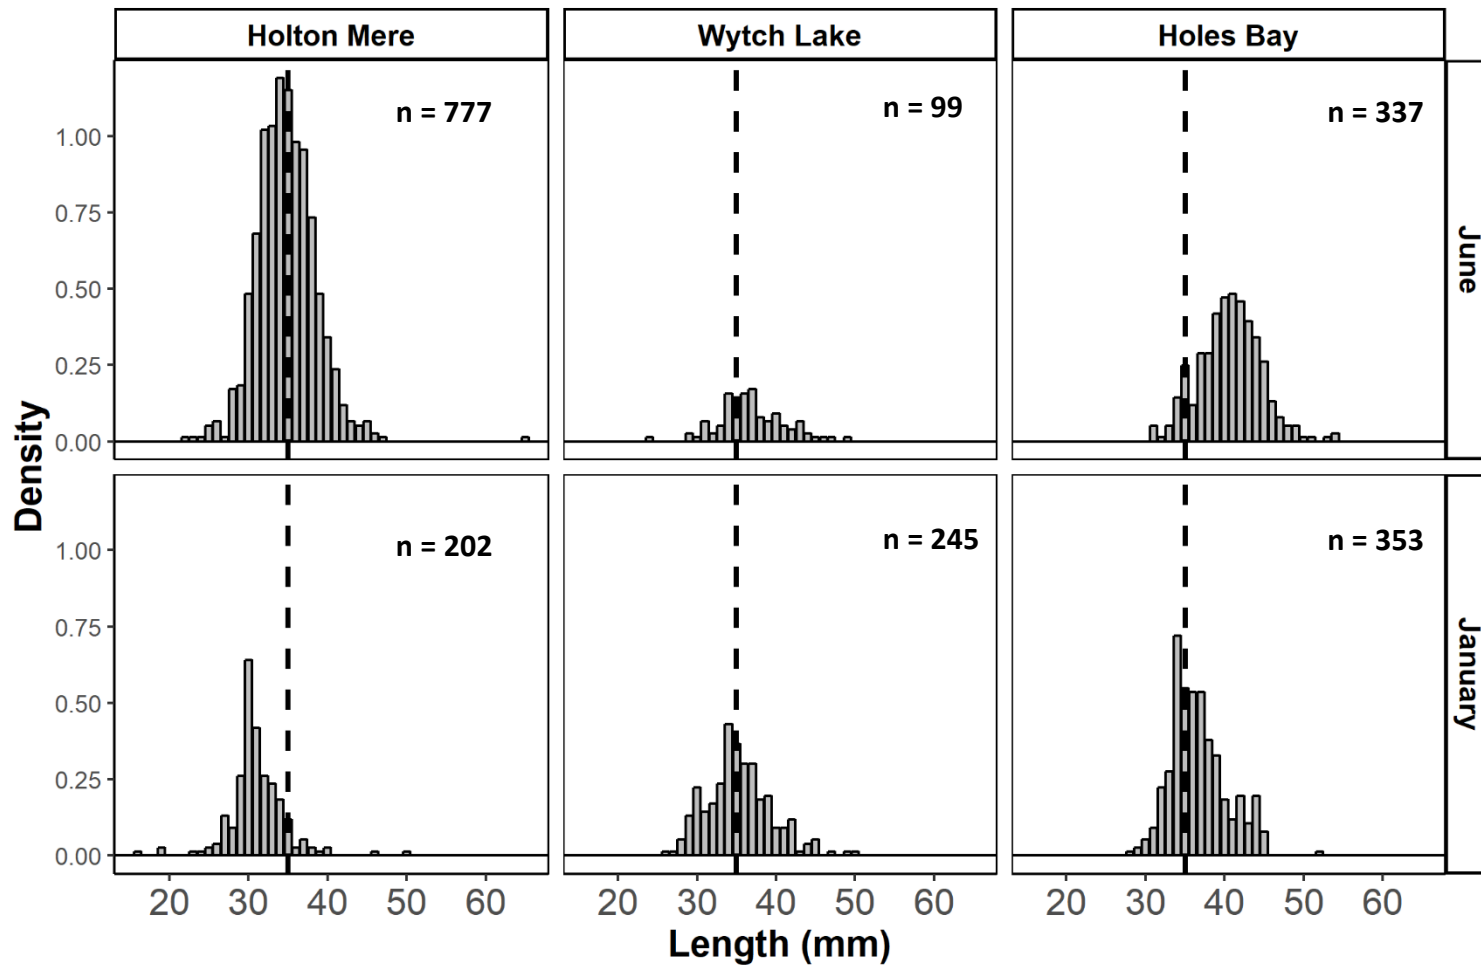 Holton Mere Wytch Lake Holes Bay
n = 777 n = 99 n = 337
1.00
0.75
0.50
0.25
0.00
June
n = 202 n = 245 n = 353
1.00
0.75
0.50
0.25
0.00
January
Density
20 30 40 50 60 20 30 40 50 60 20 30 40 50 60
Length (mm)